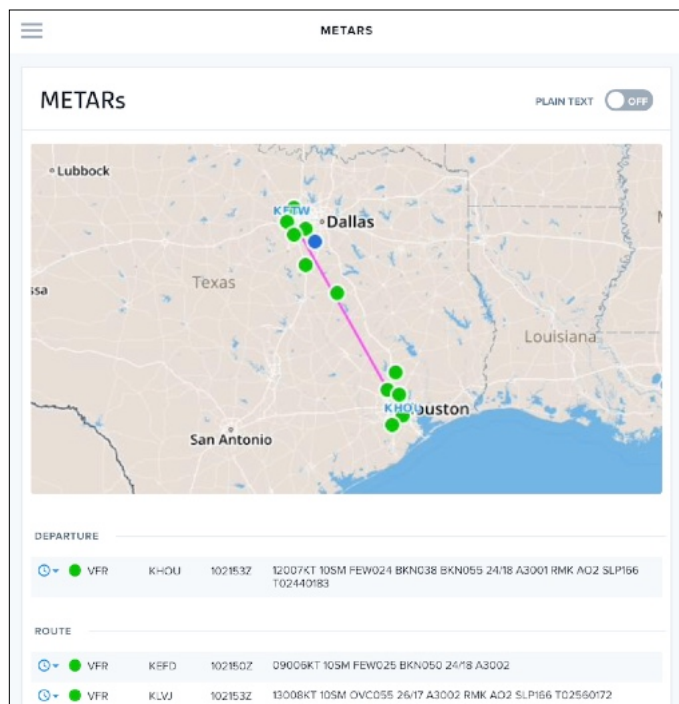 METARS
METARs
PLAIN TEXT OFF
Lubbock
KFTW
Dallas
Texas
ssa
Louisiana
KHOU
ouston
San Antonio
DEPARTURE
VFR KHOU 102153Z 12007KT 10SM FEW024 BKN038 BKN055 24/18 A3001 RMK AO2 SLP166
T02440183
ROUTE
VFR KEFD 102150Z 09006KT 10SM FEW025 BKN050 24/18 A3002
VFR KLVJ 102153Z 13008KT 10SM OVC055 26/17 A3002 RMK AO2 SLP166 T02560172